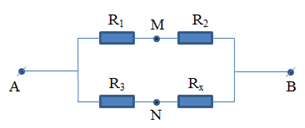 R₁ M R₂
A B
R₃ N Rₓ